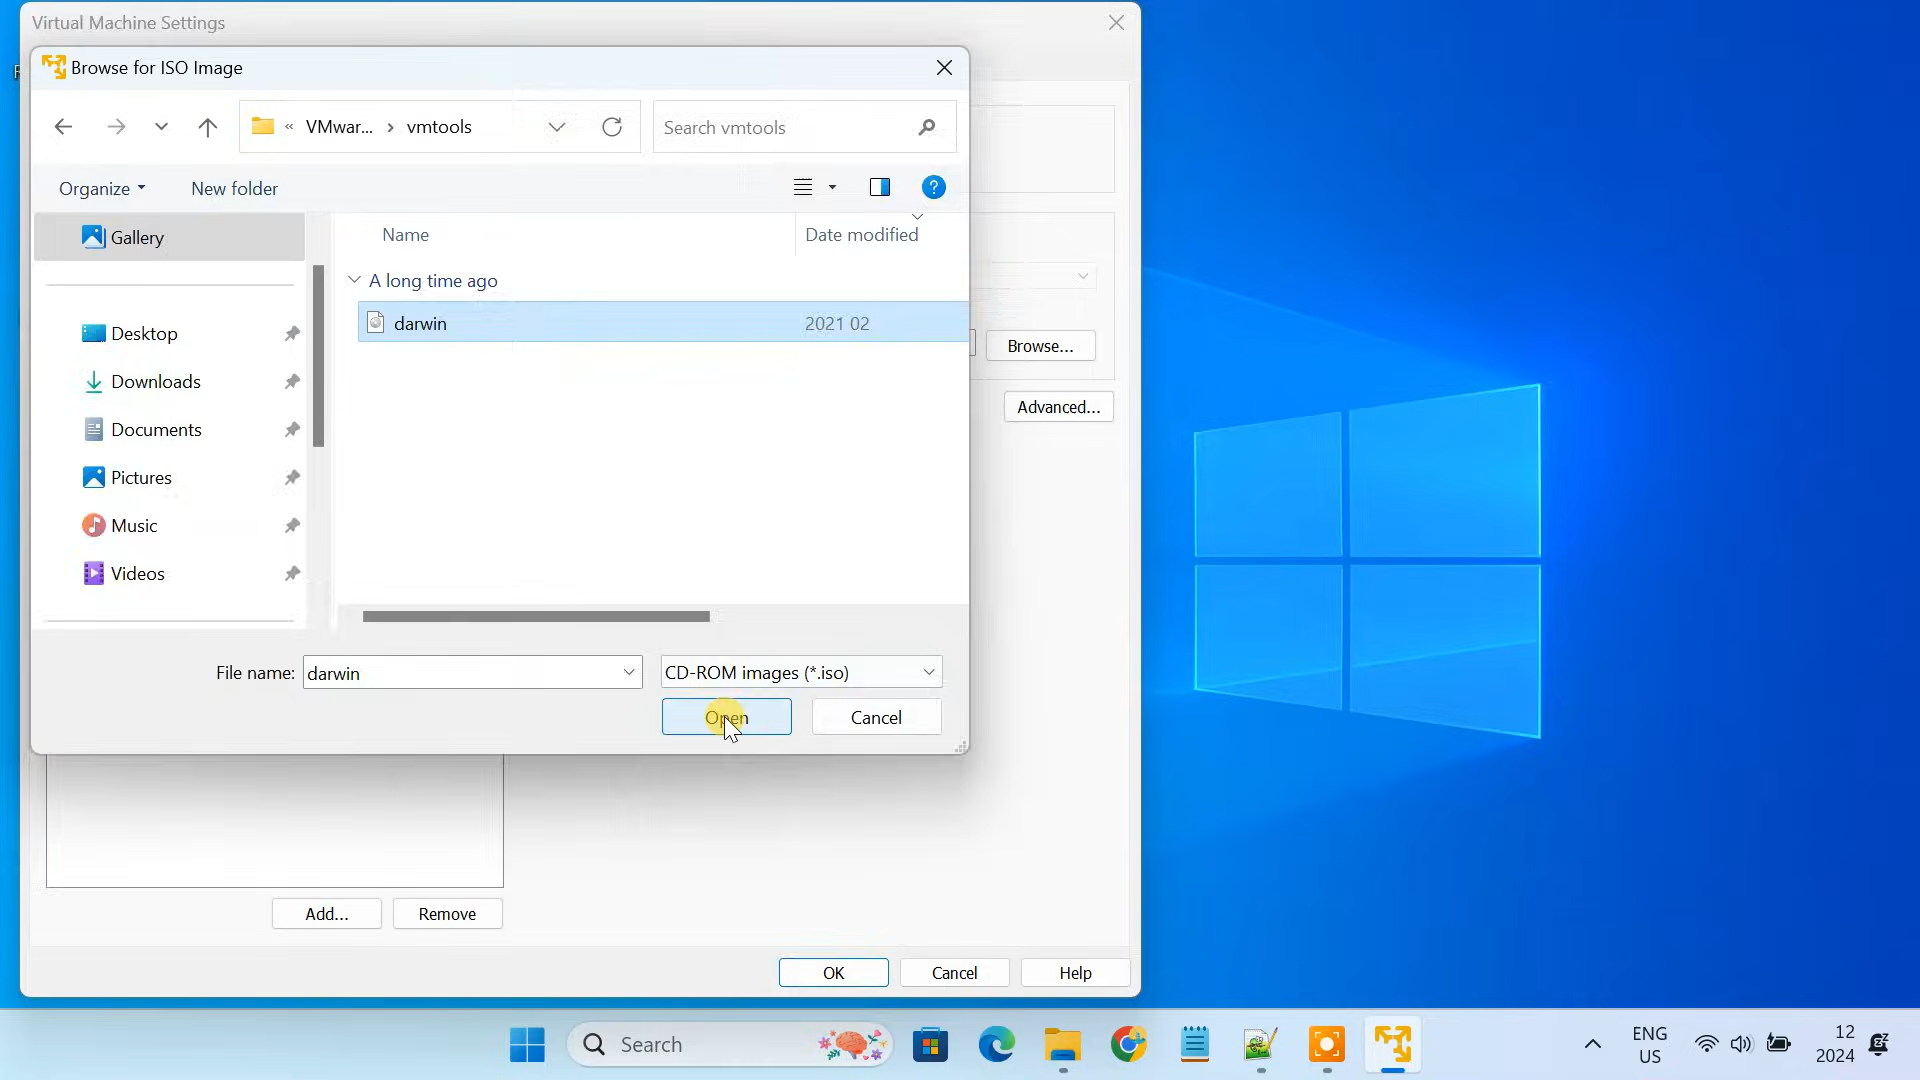 Virtual Machine Settings
Browse for ISO Image
« VMwar... › vmtools
Search vmtools
Organize
New folder
?
Gallery
Name
Date modified
A long time ago
darwin
2021 02
Desktop
Downloads
Documents
Pictures
Music
Videos
Browse...
Advanced...
File name:
darwin
CD-ROM images (*.iso)
Open
Cancel
Add...
Remove
OK
Cancel
Help
Search
ENG
US
12
2024